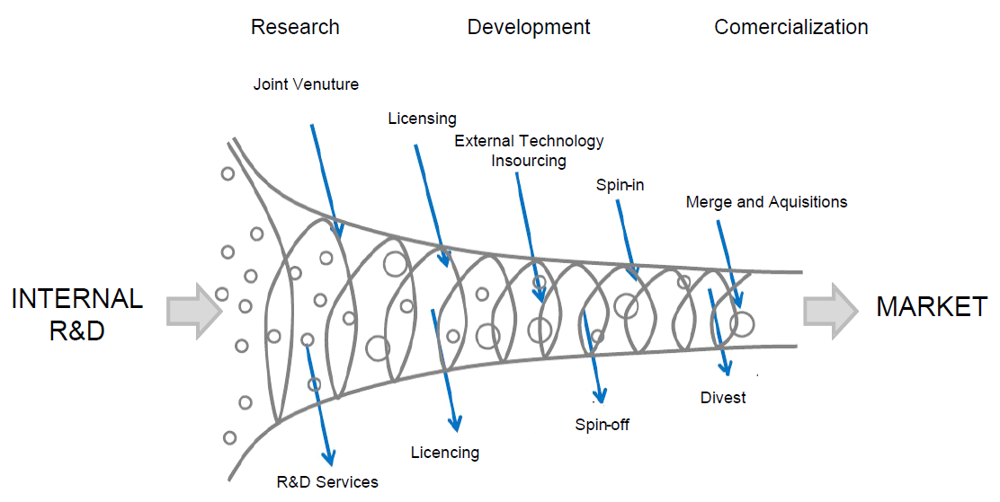 Research
Development
Comercialization
Joint Venuture
Licensing
External Technology
Insourcing
Spin-in
Merge and Aquisitions
INTERNAL
R&D
MARKET
Divest
Spin-off
Licencing
R&D Services